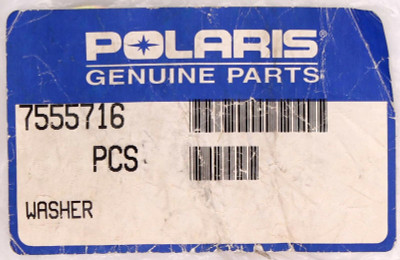 POLARIS®
GENUINE PARTS
7555716
PCS
WASHER